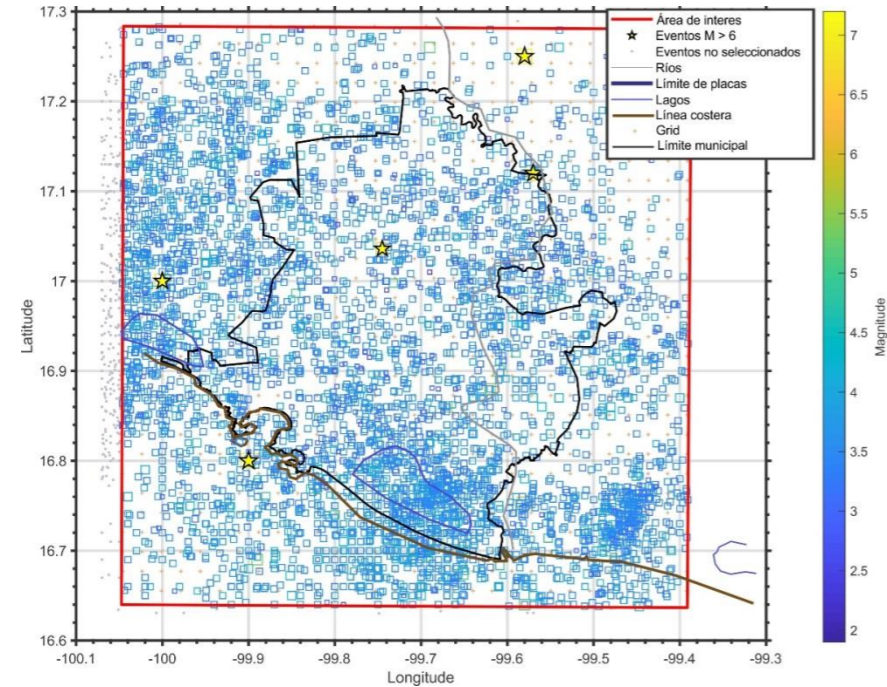 17.3
17.2
17.1
17
16.9
16.8
16.7
16.6
Latitude
-100.1
-100
-99.9
-99.8
-99.7
-99.6
-99.5
-99.4
-99.3
Longitude
Área de interes
Eventos M > 6
Eventos no seleccionados
Ríos
Límite de placas
Lagos
Línea costera
Grid
Límite municipal
7
6.5
6
5.5
5
4.5
4
3.5
3
2.5
2
Magnitude